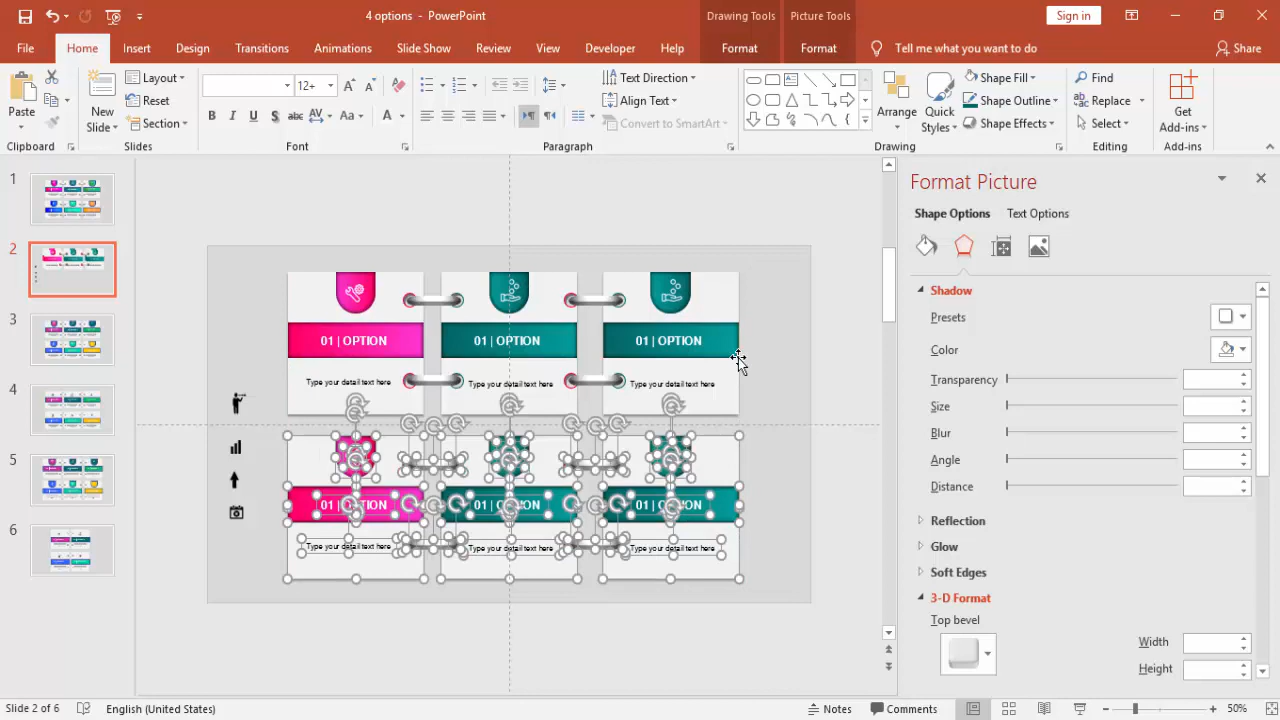 4 options - PowerPoint
Drawing Tools
Picture Tools
Sign in
File
Home
Insert
Design
Transitions
Animations
Slide Show
Review
View
Developer
Help
Format
Format
Tell me what you want to do
Share
Paste
New
Slide
Layout
Reset
Section
12+
B I U S abc AV Aa A
Text Direction
Align Text
Convert to SmartArt
Arrange
Quick
Styles
Shape Fill
Shape Outline
Shape Effects
Find
Replace
Select
Get
Add-ins
Clipboard
Slides
Font
Paragraph
Drawing
Editing
Add-ins
1
2
3
4
5
6
01 | OPTION
01 | OPTION
01 | OPTION
Type your detail text here
Type your detail text here
Type your detail text here
01 | OPTION
01 | OPTION
01 | OPTION
Type your detail text here
Type your detail text here
Type your detail text here
Format Picture
Shape Options
Text Options
Shadow
Presets
Color
Transparency
Size
Blur
Angle
Distance
Reflection
Glow
Soft Edges
3-D Format
Top bevel
Width
Height
Slide 2 of 6
English (United States)
Notes
Comments
50%